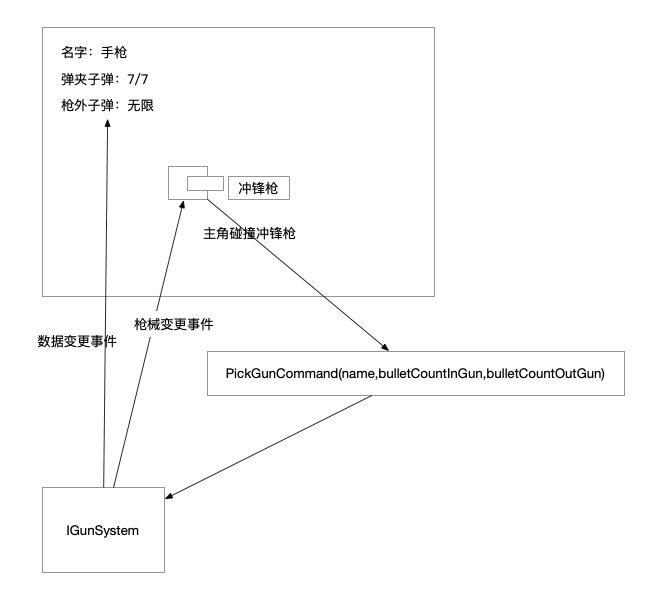 名字：手枪
弹夹子弹：7/7
枪外子弹：无限
冲锋枪
主角碰撞冲锋枪
枪械变更事件
数据变更事件
PickGunCommand(name,bulletCountInGun,bulletCountOutGun)
IGunSystem